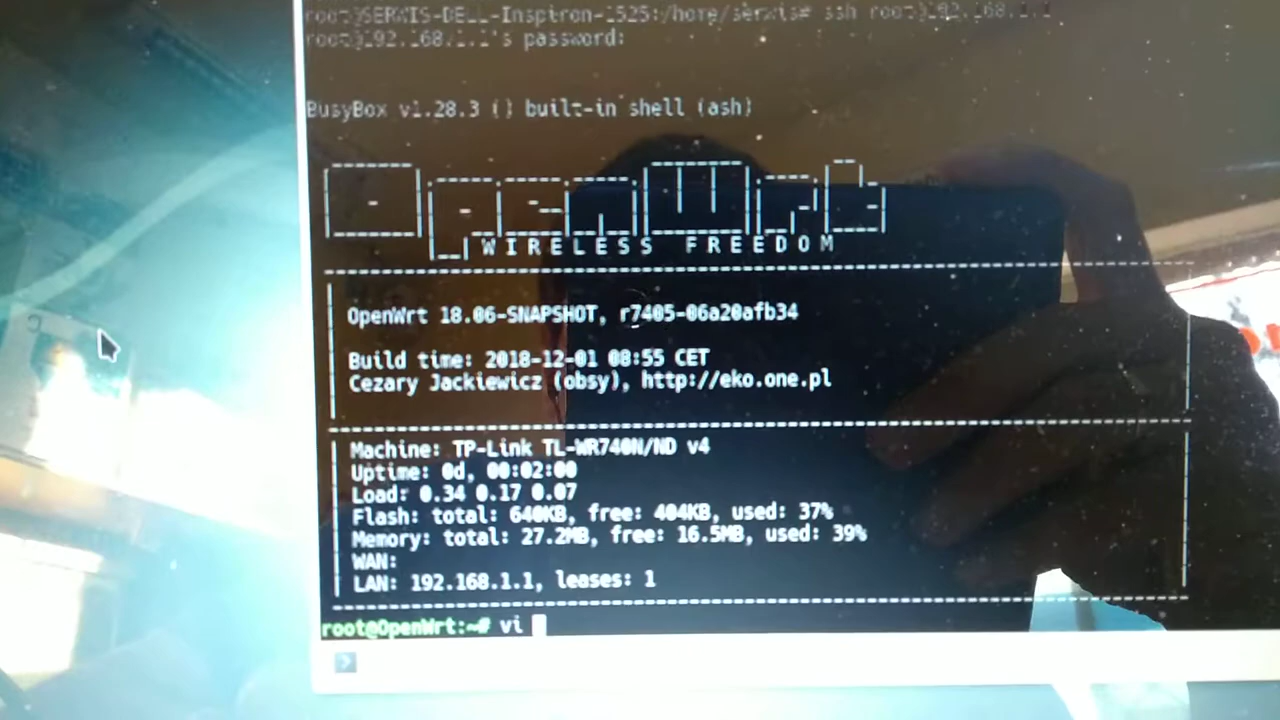 root@SERWIS-DELL-Inspiron-1525:/home/serwis# ssh root@192.168.1.1
root@192.168.1.1's password:
BusyBox v1.28.3 () built-in shell (ash)
OpenWrt
W I R E L E S S F R E E D O M
OpenWrt 18.06-SNAPSHOT, r7405-06a20afb34
Build time: 2018-12-01 08:55 CET
Cezary Jackiewicz (obsy), http://eko.one.pl
Machine: TP-Link TL-WR740N/ND v4
Uptime: 0d, 00:02:00
Load: 0.34 0.17 0.07
Flash: total: 640KB, free: 404KB, used: 37%
Memory: total: 27.2MB, free: 16.5MB, used: 39%
WAN:
LAN: 192.168.1.1, leases: 1
root@OpenWrt:~# vi